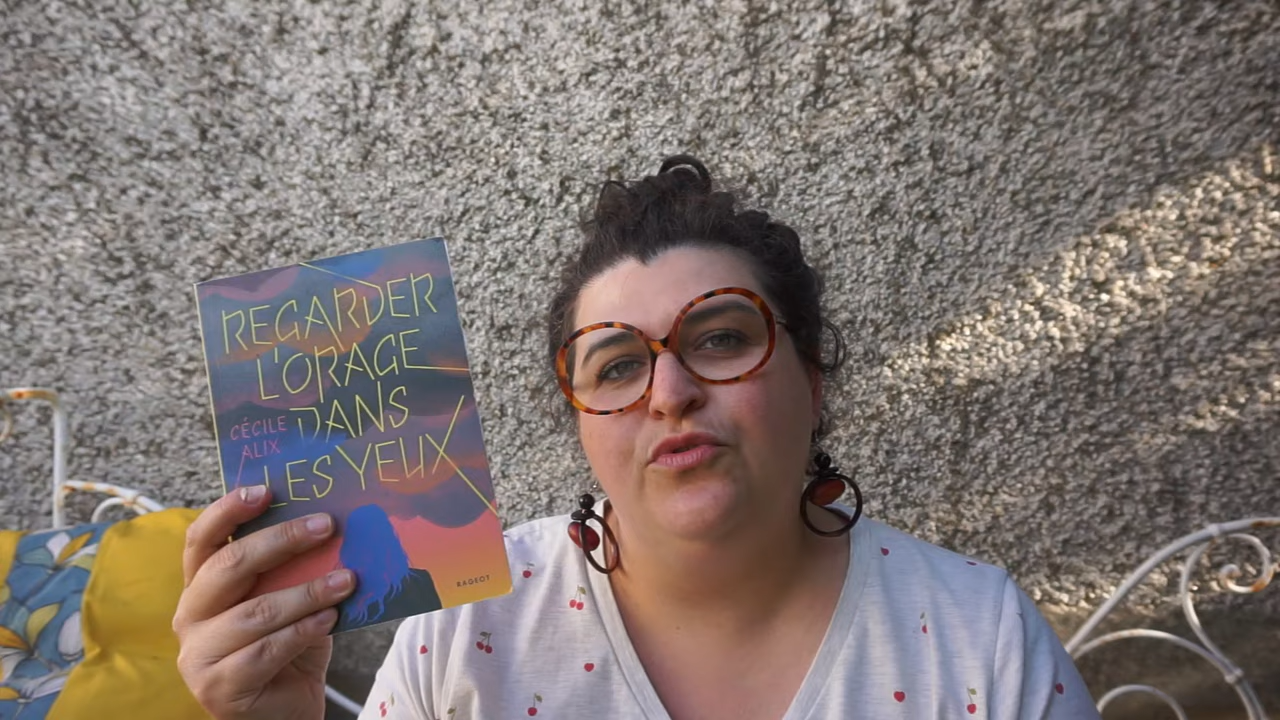 REGARDER
L'ORAGE
DANS
LES YEUX
CÉCILE
ALIX
RAGEOT